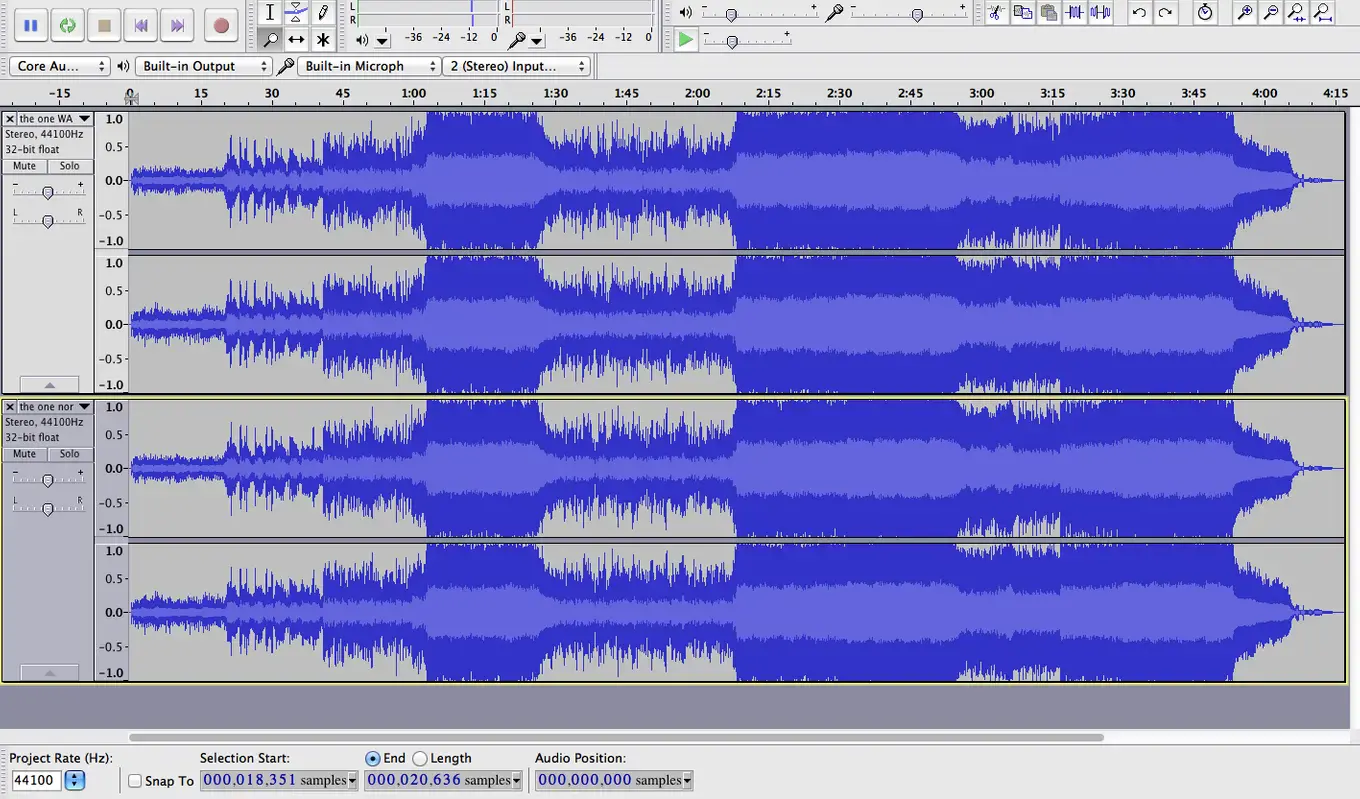 L
R
-36 -24 -12 0
L
R
-36 -24 -12 0
- +
- +
- +
Core Au... Built-in Output Built-in Microph 2 (Stereo) Input...
-15 0 15 30 45 1:00 1:15 1:30 1:45 2:00 2:15 2:30 2:45 3:00 3:15 3:30 3:45 4:00 4:15
the one WA
Stereo, 44100Hz
32-bit float
Mute Solo
- +
L R
1.0
0.5
0.0
-0.5
-1.0
1.0
0.5
0.0
-0.5
-1.0
the one nor
Stereo, 44100Hz
32-bit float
Mute Solo
- +
L R
1.0
0.5
0.0
-0.5
-1.0
1.0
0.5
0.0
-0.5
-1.0
Project Rate (Hz): Selection Start: End Length Audio Position:
44100 Snap To 000,018,351 samples 000,020,636 samples 000,000,000 samples